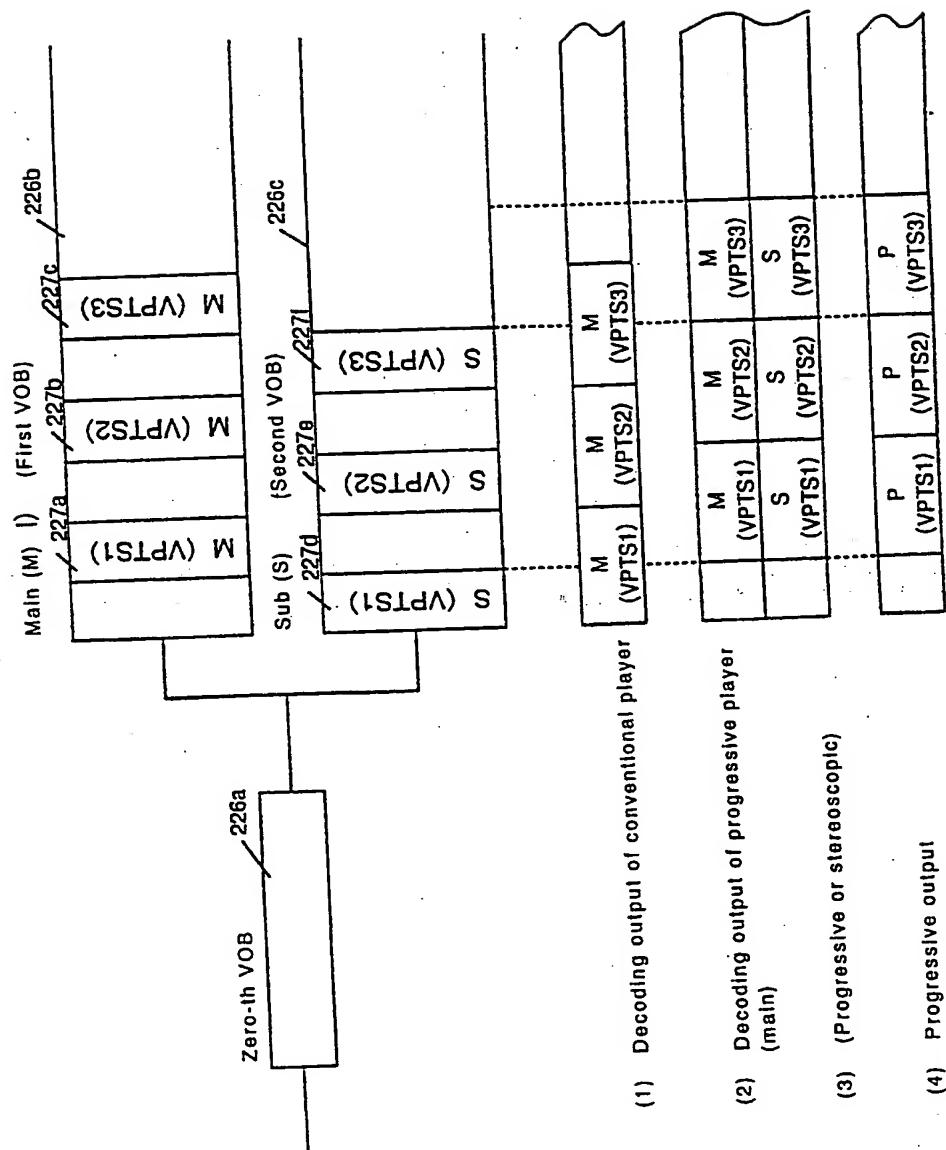 Main (M) I) (First VOB)
227a 227b 227c 226b
M (VPTS1) M (VPTS2) M (VPTS3)
Zero-th VOB
226a
Sub (S) (Second VOB)
227d 227e 227f 226c
S (VPTS1) S (VPTS2) S (VPTS3)
(1) Decoding output of conventional player
M M M
(VPTS1) (VPTS2) (VPTS3)
(2) Decoding output of progressive player
(main)
M M M
(VPTS1) (VPTS2) (VPTS3)
(3) (Progressive or stereoscopic)
S S S
(VPTS1) (VPTS2) (VPTS3)
(4) Progressive output
P P P
(VPTS1) (VPTS2) (VPTS3)